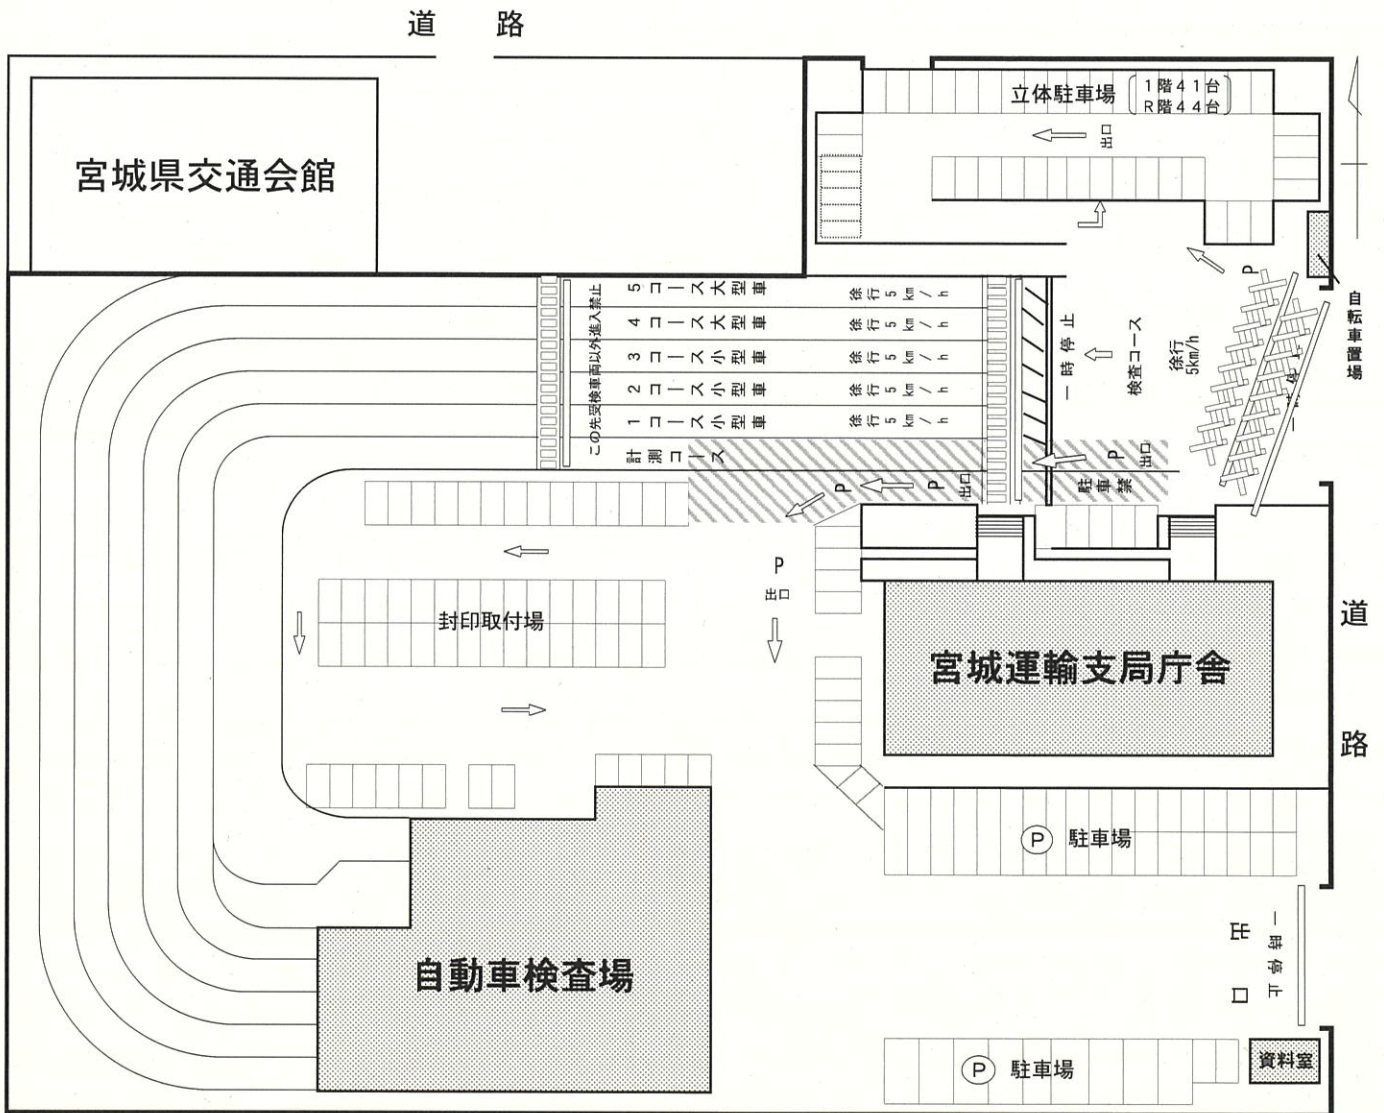 道 路
立体駐車場 1階41台
R階44台
出口
宮城県交通会館
P
自転車置場
この先受検車両以外進入禁止
5コース大型車 徐行5km/h
4コース大型車 徐行5km/h
3コース小型車 徐行5km/h
2コース小型車 徐行5km/h
1コース小型車 徐行5km/h
計測コース
一時停止
検査コース
徐行
5km/h
P 出口
駐車禁
P P 出口
P
出口
封印取付場
宮城運輸支局庁舎
道路
P 駐車場
出口
一時停止
自動車検査場
P 駐車場
資料室